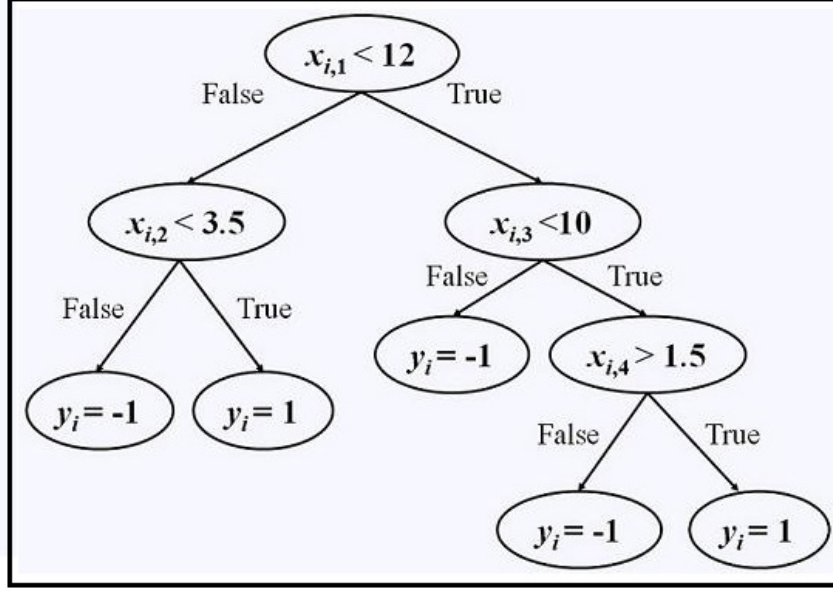 x_{i,1} < 12
False True
x_{i,2} < 3.5 x_{i,3} <10
False True False True
y_i = -1 y_i = 1 y_i = -1 x_{i,4} > 1.5
False True
y_i = -1 y_i = 1